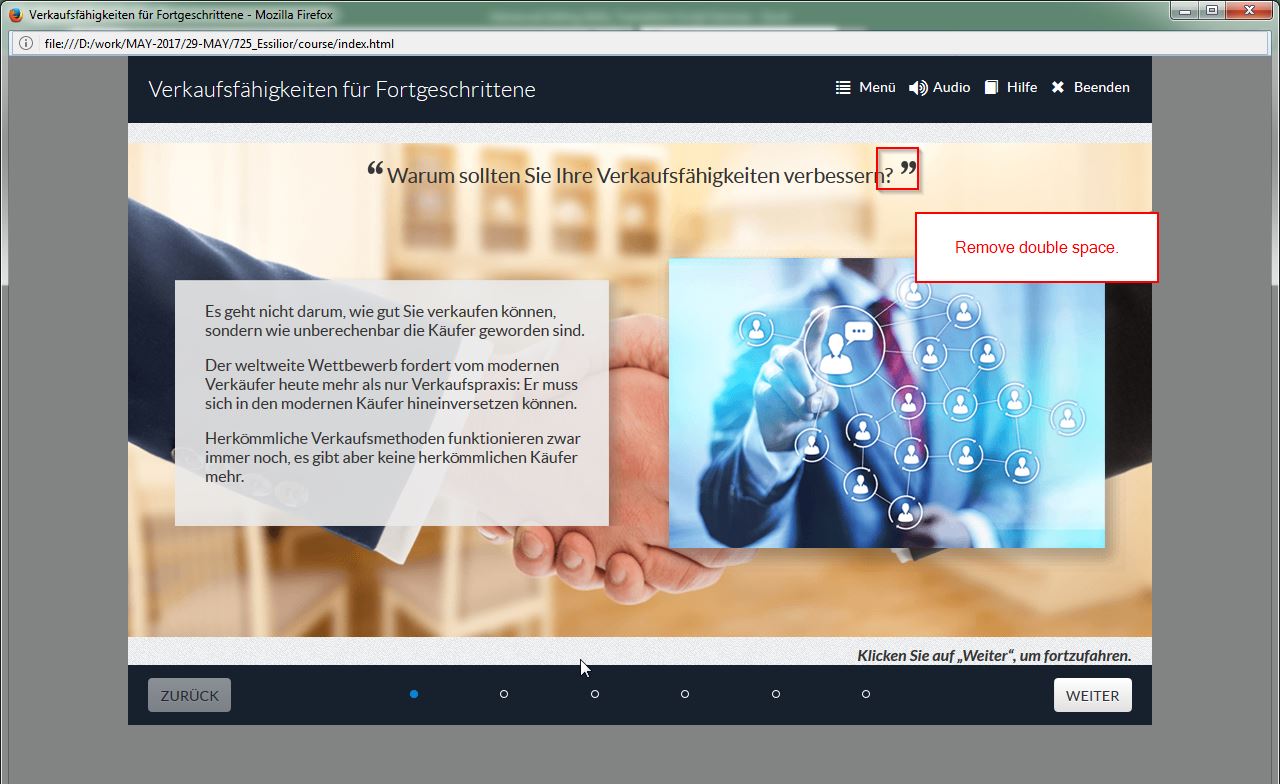 Verkaufsfähigkeiten für Fortgeschrittene - Mozilla Firefox
file:///D:/work/MAY-2017/29-MAY/725_Essilior/course/index.html
Verkaufsfähigkeiten für Fortgeschrittene
Menü Audio Hilfe Beenden
“ Warum sollten Sie Ihre Verkaufsfähigkeiten verbessern?  ”
Remove double space.
Es geht nicht darum, wie gut Sie verkaufen können,
sondern wie unberechenbar die Käufer geworden sind.
Der weltweite Wettbewerb fordert vom modernen
Verkäufer heute mehr als nur Verkaufspraxis: Er muss
sich in den modernen Käufer hineinversetzen können.
Herkömmliche Verkaufsmethoden funktionieren zwar
immer noch, es gibt aber keine herkömmlichen Käufer
mehr.
Klicken Sie auf „Weiter“, um fortzufahren.
ZURÜCK
WEITER